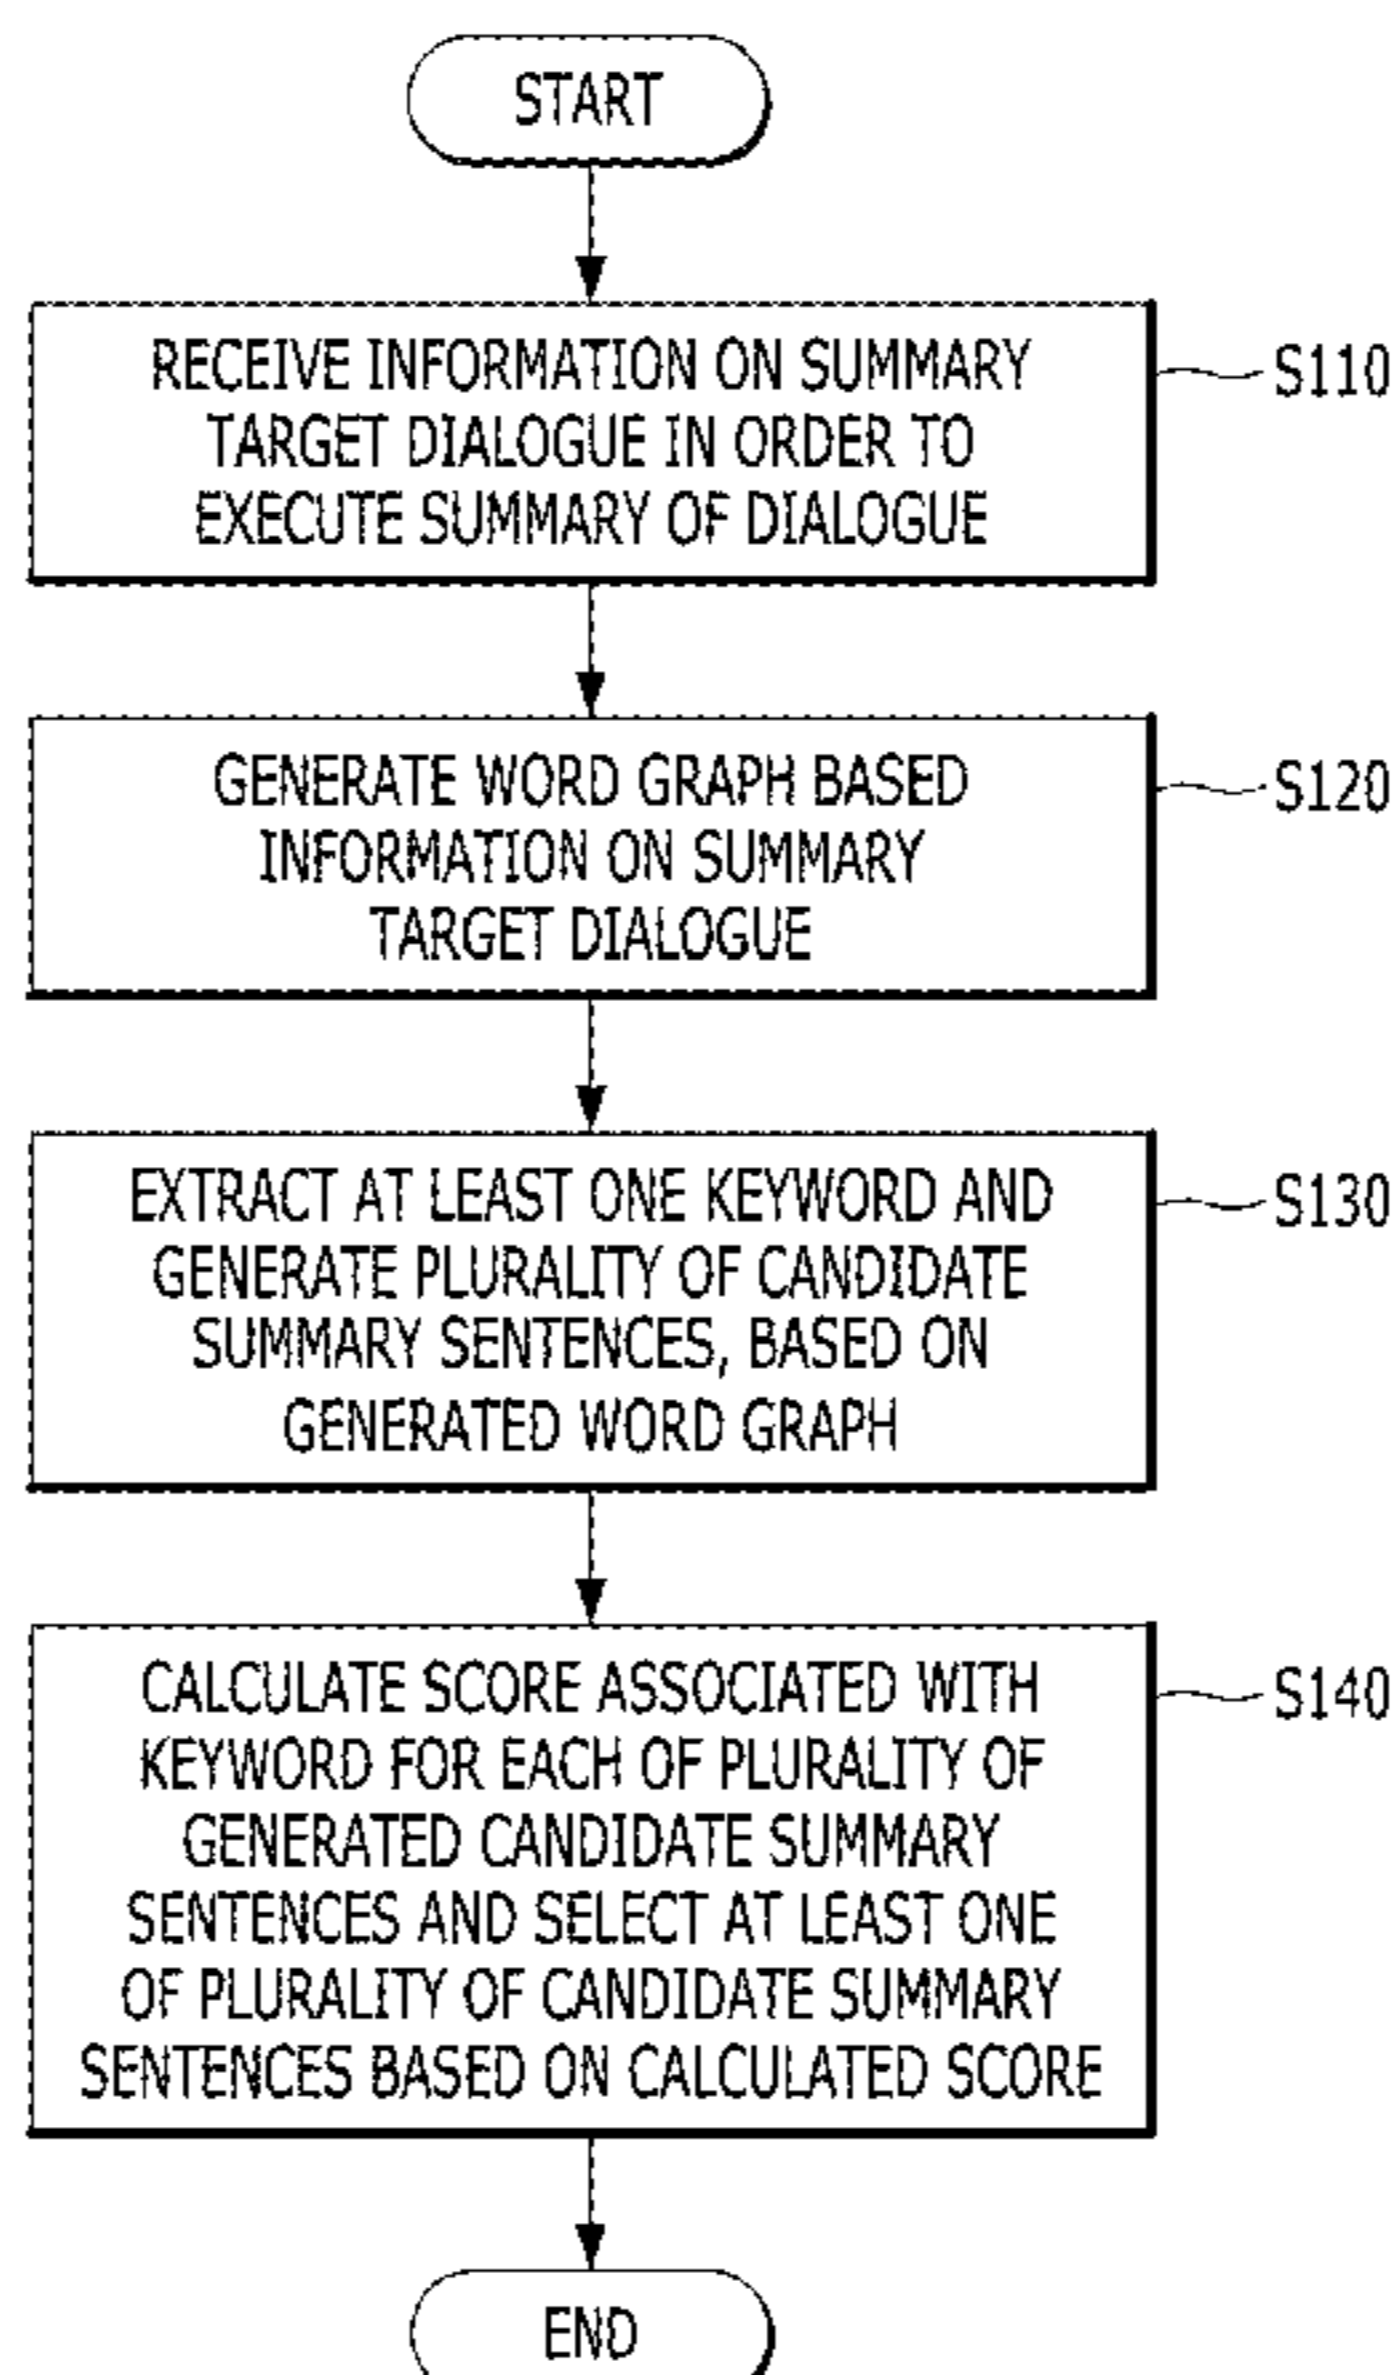 START
RECEIVE INFORMATION ON SUMMARY
TARGET DIALOGUE IN ORDER TO
EXECUTE SUMMARY OF DIALOGUE
S110
GENERATE WORD GRAPH BASED
INFORMATION ON SUMMARY
TARGET DIALOGUE
S120
EXTRACT AT LEAST ONE KEYWORD AND
GENERATE PLURALITY OF CANDIDATE
SUMMARY SENTENCES, BASED ON
GENERATED WORD GRAPH
S130
CALCULATE SCORE ASSOCIATED WITH
KEYWORD FOR EACH OF PLURALITY OF
GENERATED CANDIDATE SUMMARY
SENTENCES AND SELECT AT LEAST ONE
OF PLURALITY OF CANDIDATE SUMMARY
SENTENCES BASED ON CALCULATED SCORE
S140
END